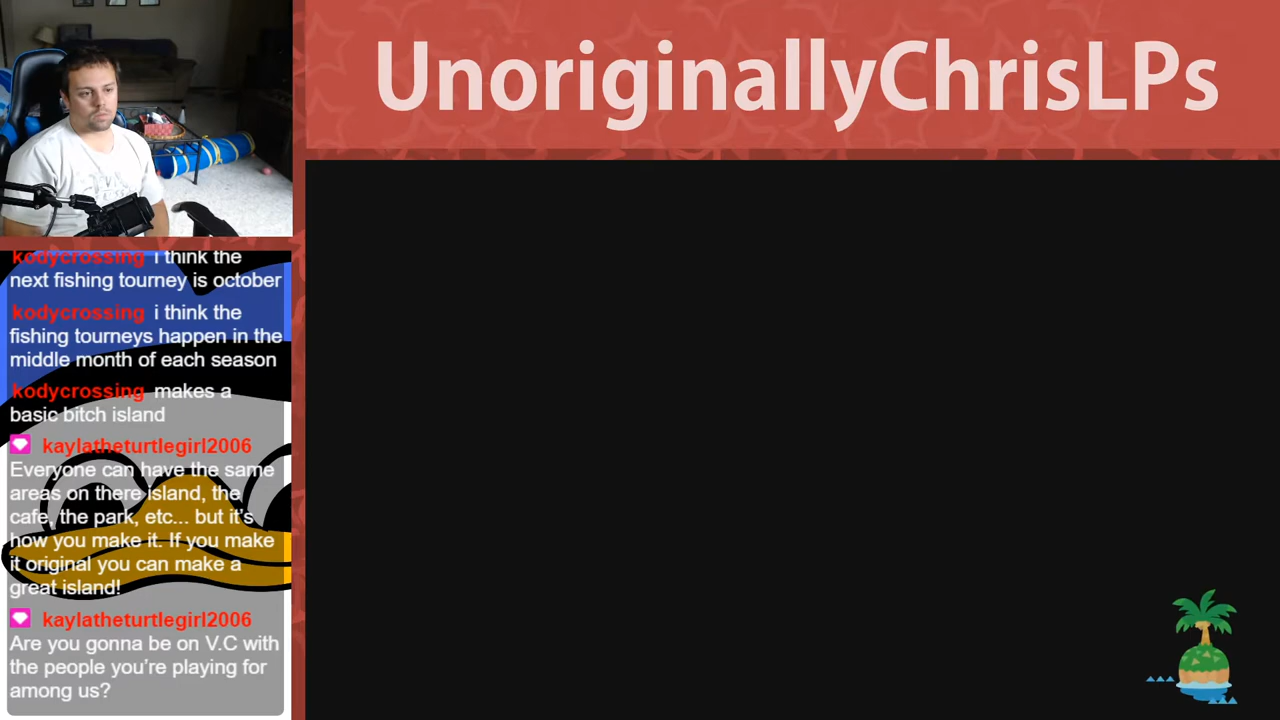 UnoriginallyChrisLPs
kodycrossing i think the
next fishing tourney is october
kodycrossing i think the
fishing tourneys happen in the
middle month of each season
kodycrossing makes a
basic bitch island
kaylatheturtlegirl2006
Everyone can have the same
areas on there island, the
cafe, the park, etc... but it’s
how you make it. If you make
it original you can make a
great island!
kaylatheturtlegirl2006
Are you gonna be on V.C with
the people you’re playing for
among us?